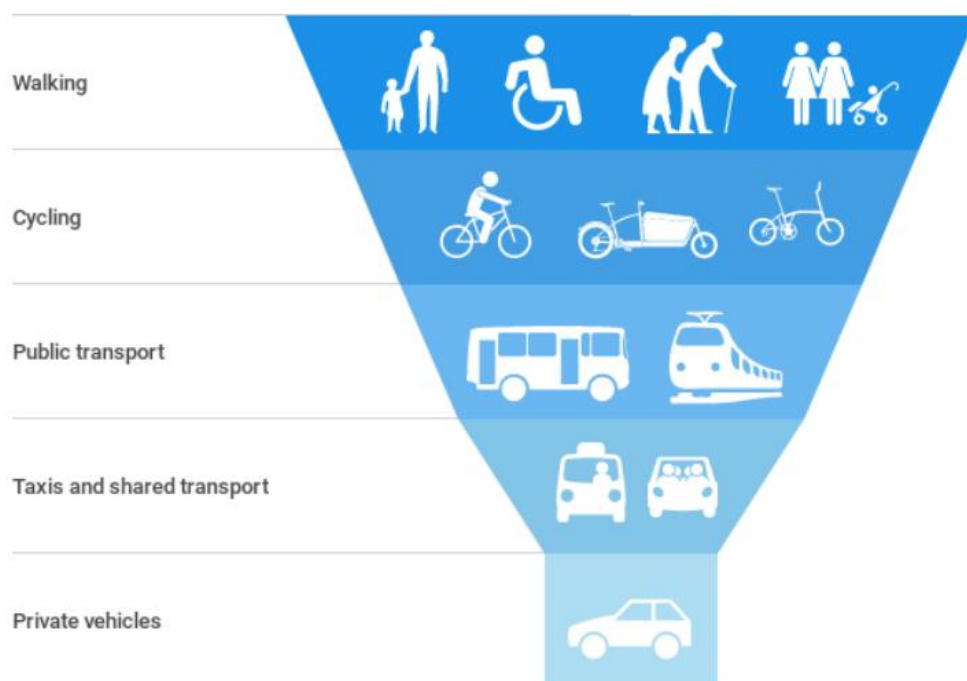 Walking
Cycling
Public transport
Taxis and shared transport
Private vehicles